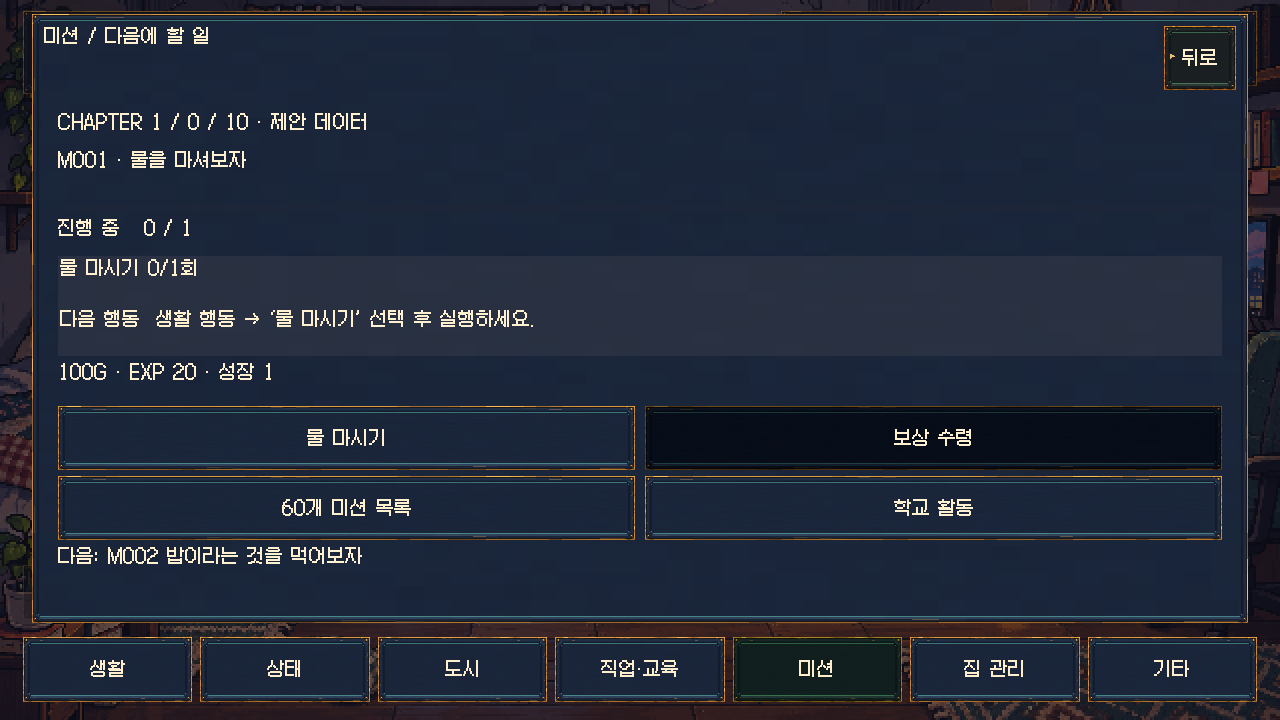 미션 / 다음에 할 일
뒤로
CHAPTER 1 / 0 / 10 · 제안 데이터
M001 · 물을 마셔보자
진행 중 0 / 1
물 마시기 0/1회
다음 행동 생활 행동 → ‘물 마시기’ 선택 후 실행하세요.
100G · EXP 20 · 성장 1
물 마시기
보상 수령
60개 미션 목록
학교 활동
다음: M002 밥이라는 것을 먹어보자
생활
상태
도시
직업·교육
미션
집 관리
기타